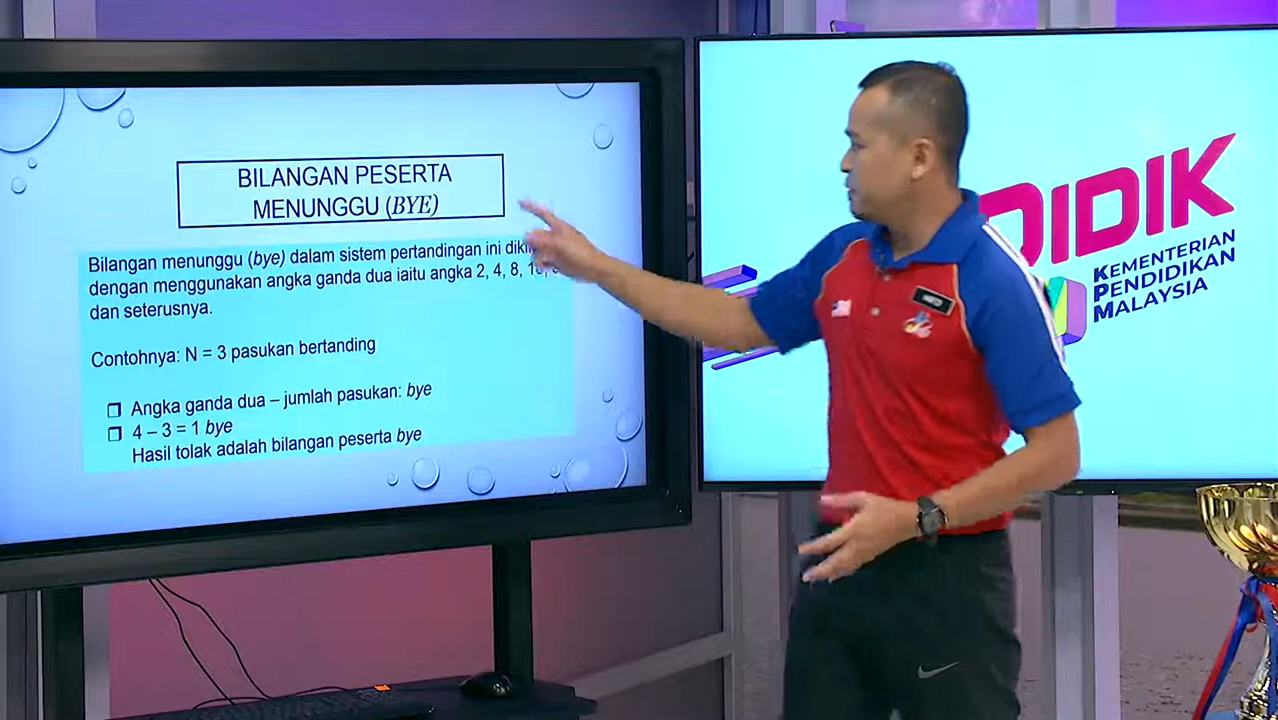 BILANGAN PESERTA
MENUNGGU (BYE)
Bilangan menunggu (bye) dalam sistem pertandingan ini
dengan menggunakan angka ganda dua iaitu angka 2, 4, 8,
dan seterusnya.
Contohnya: N = 3 pasukan bertanding
❒ Angka ganda dua – jumlah pasukan: bye
❒ 4 – 3 = 1 bye
Hasil tolak adalah bilangan peserta bye
DIDIK
KEMENTERIAN
PENDIDIKAN
MALAYSIA